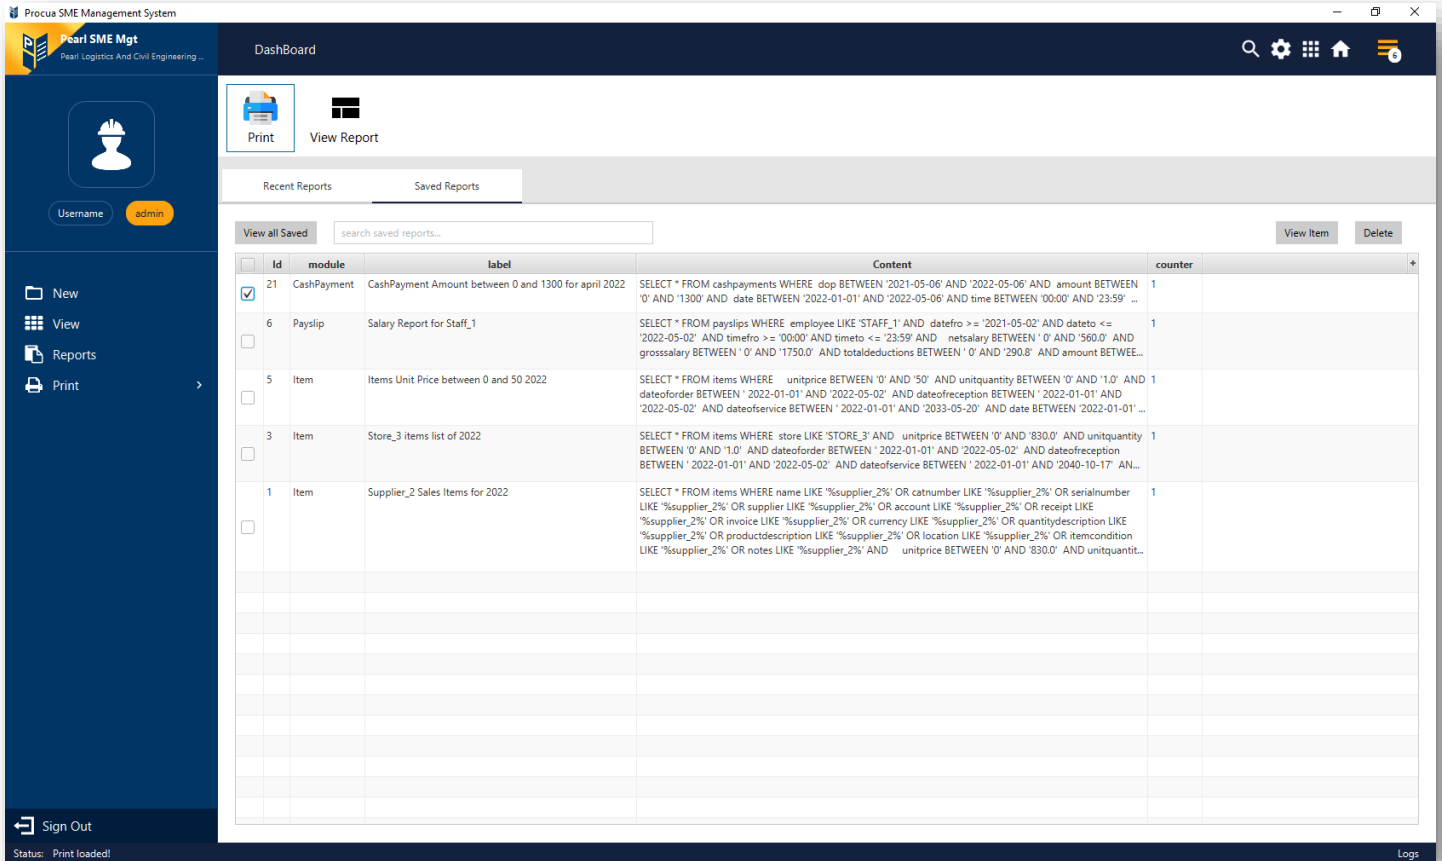 Procua SME Management System
Pearl SME Mgt
Pearl Logistics And Civil Engineering ...
DashBoard
6
Print
View Report
Username
admin
New
View
Reports
Print
Sign Out
Recent Reports
Saved Reports
View all Saved
search saved reports...
View Item
Delete
Id module label Content counter +
21 CashPayment CashPayment Amount between 0 and 1300 for april 2022 SELECT * FROM cashpayments WHERE dop BETWEEN '2021-05-06' AND '2022-05-06' AND amount BETWEEN 1
'0' AND '1300' AND date BETWEEN '2022-01-01' AND '2022-05-06' AND time BETWEEN '00:00' AND '23:59' ...
6 Payslip Salary Report for Staff_1 SELECT * FROM payslips WHERE employee LIKE 'STAFF_1' AND datefro >= '2021-05-02' AND dateto <= 1
'2022-05-02' AND timefro >= '00:00' AND timeto <= '23:59' AND netsalary BETWEEN ' 0' AND '560.0' AND
grosssalary BETWEEN ' 0' AND '1750.0' AND totaldeductions BETWEEN ' 0' AND '290.8' AND amount BETWEE...
5 Item Items Unit Price between 0 and 50 2022 SELECT * FROM items WHERE unitprice BETWEEN '0' AND '50' AND unitquantity BETWEEN '0' AND '1.0' AND 1
dateoforder BETWEEN ' 2022-01-01' AND '2022-05-02' AND dateofreception BETWEEN ' 2022-01-01' AND
'2022-05-02' AND dateofservice BETWEEN ' 2022-01-01' AND '2033-05-20' AND date BETWEEN '2022-01-01' ...
3 Item Store_3 items list of 2022 SELECT * FROM items WHERE store LIKE 'STORE_3' AND unitprice BETWEEN '0' AND '830.0' AND unitquantity 1
BETWEEN '0' AND '1.0' AND dateoforder BETWEEN ' 2022-01-01' AND '2022-05-02' AND dateofreception
BETWEEN ' 2022-01-01' AND '2022-05-02' AND dateofservice BETWEEN ' 2022-01-01' AND '2040-10-17' AN...
1 Item Supplier_2 Sales Items for 2022 SELECT * FROM items WHERE name LIKE '%supplier_2%' OR catnumber LIKE '%supplier_2%' OR serialnumber 1
LIKE '%supplier_2%' OR supplier LIKE '%supplier_2%' OR account LIKE '%supplier_2%' OR receipt LIKE
'%supplier_2%' OR invoice LIKE '%supplier_2%' OR currency LIKE '%supplier_2%' OR quantitydescription LIKE
'%supplier_2%' OR productdescription LIKE '%supplier_2%' OR location LIKE '%supplier_2%' OR itemcondition
LIKE '%supplier_2%' OR notes LIKE '%supplier_2%' AND unitprice BETWEEN '0' AND '830.0' AND unitquantit...
Status: Print loaded!
Logs